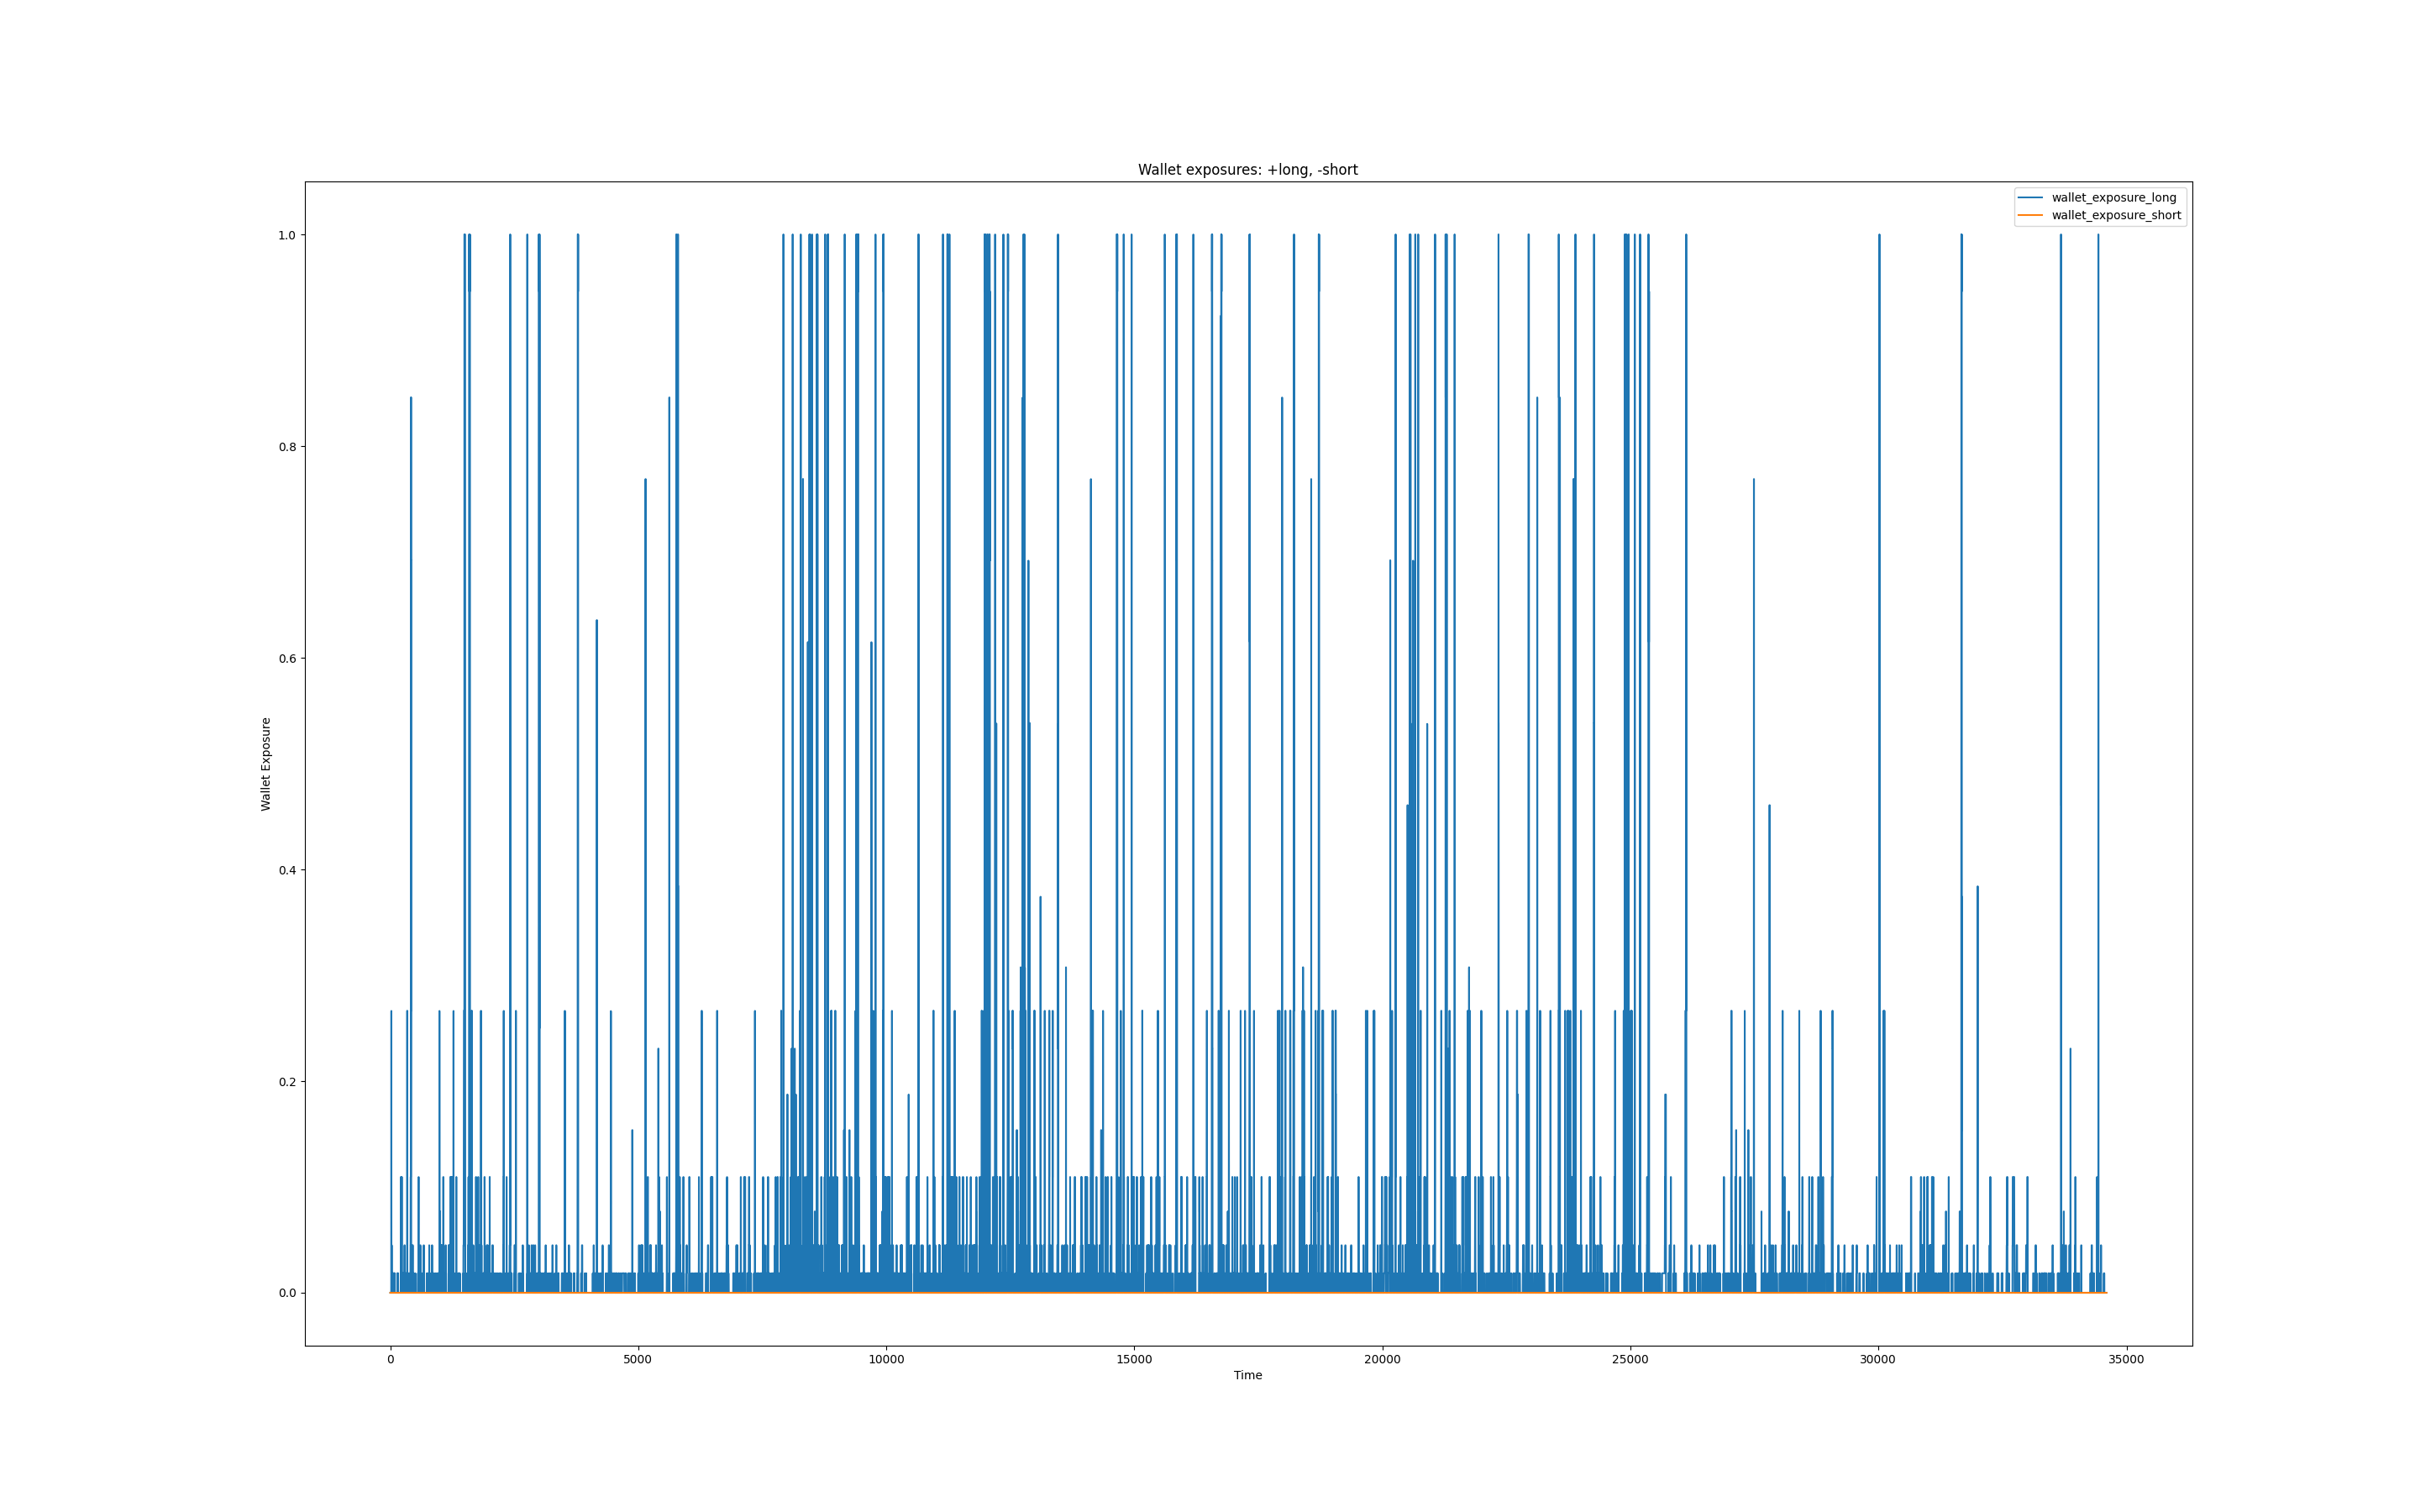 Wallet exposures: +long, -short
wallet_exposure_long
wallet_exposure_short
1.0
0.8
0.6
0.4
0.2
0.0
Wallet Exposure
0 5000 10000 15000 20000 25000 30000 35000
Time